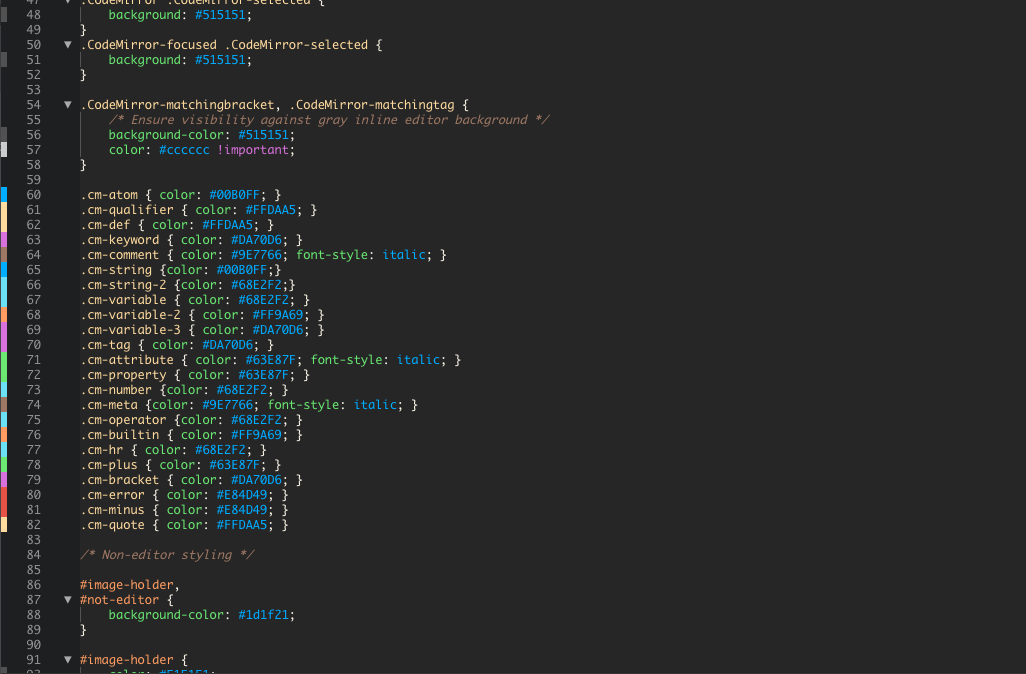 47 ▼ .CodeMirror .CodeMirror-selected {
48 background: #515151;
49 }
50 ▼ .CodeMirror-focused .CodeMirror-selected {
51 background: #515151;
52 }
53
54 ▼ .CodeMirror-matchingbracket, .CodeMirror-matchingtag {
55 /* Ensure visibility against gray inline editor background */
56 background-color: #515151;
57 color: #cccccc !important;
58 }
59
60 .cm-atom { color: #00B0FF; }
61 .cm-qualifier { color: #FFDAA5; }
62 .cm-def { color: #FFDAA5; }
63 .cm-keyword { color: #DA70D6; }
64 .cm-comment { color: #9E7766; font-style: italic; }
65 .cm-string {color: #00B0FF;}
66 .cm-string-2 {color: #68E2F2;}
67 .cm-variable { color: #68E2F2; }
68 .cm-variable-2 { color: #FF9A69; }
69 .cm-variable-3 { color: #DA70D6; }
70 .cm-tag { color: #DA70D6; }
71 .cm-attribute { color: #63E87F; font-style: italic; }
72 .cm-property { color: #63E87F; }
73 .cm-number {color: #68E2F2; }
74 .cm-meta {color: #9E7766; font-style: italic; }
75 .cm-operator {color: #68E2F2; }
76 .cm-builtin { color: #FF9A69; }
77 .cm-hr { color: #68E2F2; }
78 .cm-plus { color: #63E87F; }
79 .cm-bracket { color: #DA70D6; }
80 .cm-error { color: #E84D49; }
81 .cm-minus { color: #E84D49; }
82 .cm-quote { color: #FFDAA5; }
83
84 /* Non-editor styling */
85
86 #image-holder,
87 ▼ #not-editor {
88 background-color: #1d1f21;
89 }
90
91 ▼ #image-holder {
92 color: #515151;